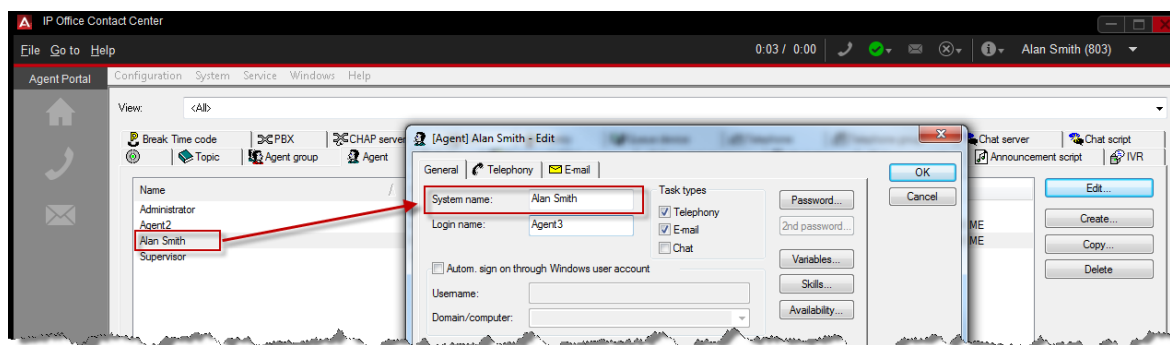 IP Office Contact Center
File Go to Help 0:03 / 0:00 Alan Smith (803)
Agent Portal Configuration System Service Windows Help
View: <All>
Break Time code PBX CHAP server Chat server Chat script
Topic Agent group Agent Announcement script IVR
[Agent] Alan Smith - Edit
General Telephony E-mail
OK
Cancel
Name
Administrator
Agent2
Alan Smith
Supervisor
System name: Alan Smith
Login name: Agent3
Task types
Telephony
E-mail
Chat
Password...
2nd password...
Variables...
Skills...
Availability...
Autom. sign on through Windows user account
Username:
Domain/computer:
ME
ME
Edit...
Create...
Copy...
Delete